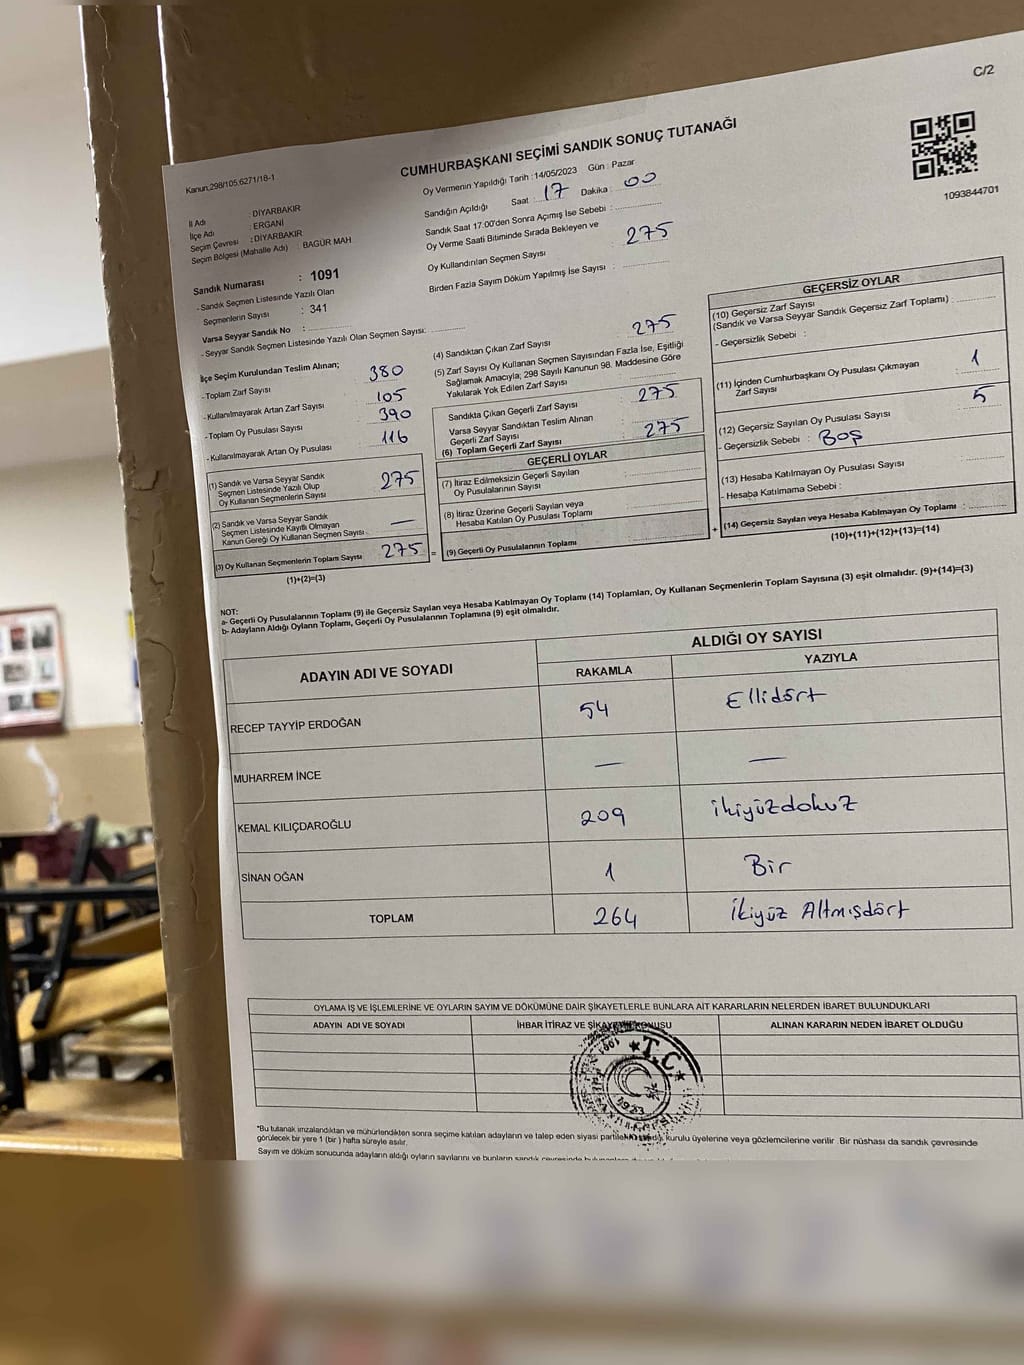 C/2
Kanun,298/105;6271/18-1
CUMHURBAŞKANI SEÇİMİ SANDIK SONUÇ TUTANAĞI
1093844701
İl Adı : DİYARBAKIR
İlçe Adı : ERGANİ
Seçim Çevresi : DİYARBAKIR
Seçim Bölgesi (Mahalle Adı) : BAGÜR MAH
Sandık Numarası : 1091
- Sandık Seçmen Listesinde Yazılı Olan
Seçmenlerin Sayısı : 341
Varsa Seyyar Sandık No :
- Seyyar Sandık Seçmen Listesinde Yazılı Olan Seçmen Sayısı:
Oy Vermenin Yapıldığı Tarih : 14/05/2023 Gün : Pazar
Sandığın Açıldığı Saat : 17 Dakika : 00
Sandık Saat 17:00'den Sonra Açımış İse Sebebi :
Oy Verme Saati Bitiminde Sırada Bekleyen ve
Oy Kullandırılan Seçmen Sayısı : 275
Birden Fazla Sayım Döküm Yapılmış İse Sayısı :
İlçe Seçim Kurulundan Teslim Alınan;
- Toplam Zarf Sayısı 380
- Kullanılmayarak Artan Zarf Sayısı 105
- Toplam Oy Pusulası Sayısı 390
- Kullanılmayarak Artan Oy Pusulası 116
(1) Sandık ve Varsa Seyyar Sandık
Seçmen Listesinde Yazılı Olup
Oy Kullanan Seçmenlerin Sayısı 275
(2) Sandık ve Varsa Seyyar Sandık
Seçmen Listesinde Kayıtlı Olmayan
Kanun Gereği Oy Kullanan Seçmen Sayısı : —
(3) Oy Kullanan Seçmenlerin Toplam Sayısı 275 =
(1)+(2)=(3)
(4) Sandıktan Çıkan Zarf Sayısı 275
(5) Zarf Sayısı Oy Kullanan Seçmen Sayısından Fazla İse, Eşitliği
Sağlamak Amacıyla; 298 Sayılı Kanunun 98. Maddesine Göre
Yakılarak Yok Edilen Zarf Sayısı
Sandıkta Çıkan Geçerli Zarf Sayısı 275
Varsa Seyyar Sandıktan Teslim Alınan
Geçerli Zarf Sayısı
(6) Toplam Geçerli Zarf Sayısı 275
GEÇERLİ OYLAR
(7) İtiraz Edilmeksizin Geçerli Sayılan
Oy Pusulalarının Sayısı
(8) İtiraz Üzerine Geçerli Sayılan veya
Hesaba Katılan Oy Pusulası Toplamı
(9) Geçerli Oy Pusulalarının Toplamı +
GEÇERSİZ OYLAR
(10) Geçersiz Zarf Sayısı
(Sandık ve Varsa Seyyar Sandık Geçersız Zarf Toplamı) :
- Geçersizlik Sebebi :
(11) İçinden Cumhurbaşkanı Oy Pusulası Çıkmayan
Zarf Sayısı 1
(12) Geçersiz Sayılan Oy Pusulası Sayısı 5
- Geçersizlik Sebebi : Boş
(13) Hesaba Katılmayan Oy Pusulası Sayısı
- Hesaba Katılmama Sebebi :
(14) Geçersiz Sayılan veya Hesaba Katılmayan Oy Toplamı :
(10)+(11)+(12)+(13)=(14)
NOT:
a- Geçerli Oy Pusulalarının Toplamı (9) ile Geçersiz Sayılan veya Hesaba Katılmayan Oy Toplamı (14) Toplamları, Oy Kullanan Seçmenlerin Toplam Sayısına (3) eşit olmalıdır. (9)+(14)=(3)
b- Adayların Aldığı Oyların Toplamı, Geçerli Oy Pusulalarının Toplamına (9) eşit olmalıdır.
ADAYIN ADI VE SOYADI ALDIĞI OY SAYISI
RAKAMLA YAZIYLA
RECEP TAYYİP ERDOĞAN 54 Ellidört
MUHARREM İNCE — —
KEMAL KILIÇDAROĞLU 209 ikiyüzdokuz
SİNAN OĞAN 1 Bir
TOPLAM 264 İkiyüz Altmışdört
OYLAMA İŞ VE İŞLEMLERİNE VE OYLARIN SAYIM VE DÖKÜMÜNE DAİR ŞİKAYETLERLE BUNLARA AİT KARARLARIN NELERDEN İBARET BULUNDUKLARI
ADAYIN ADI VE SOYADI İHBAR İTİRAZ VE ŞİKAYETİN KONUSU ALINAN KARARIN NEDEN İBARET OLDUĞU
T.C.
1923
*Bu tutanak imzalandıktan ve mühürlendikten sonra seçime katılan adayların ve talep eden siyasi partilerin sandık kurulu üyelerine veya gözlemcilerine verilir. Bir nüshası da sandık çevresinde
görülecek bir yere 1 (bir ) hafta süreyle asılır.
Sayım ve döküm sonucunda adayların aldığı oyların sayılarını ve bunların sandık çevresinde